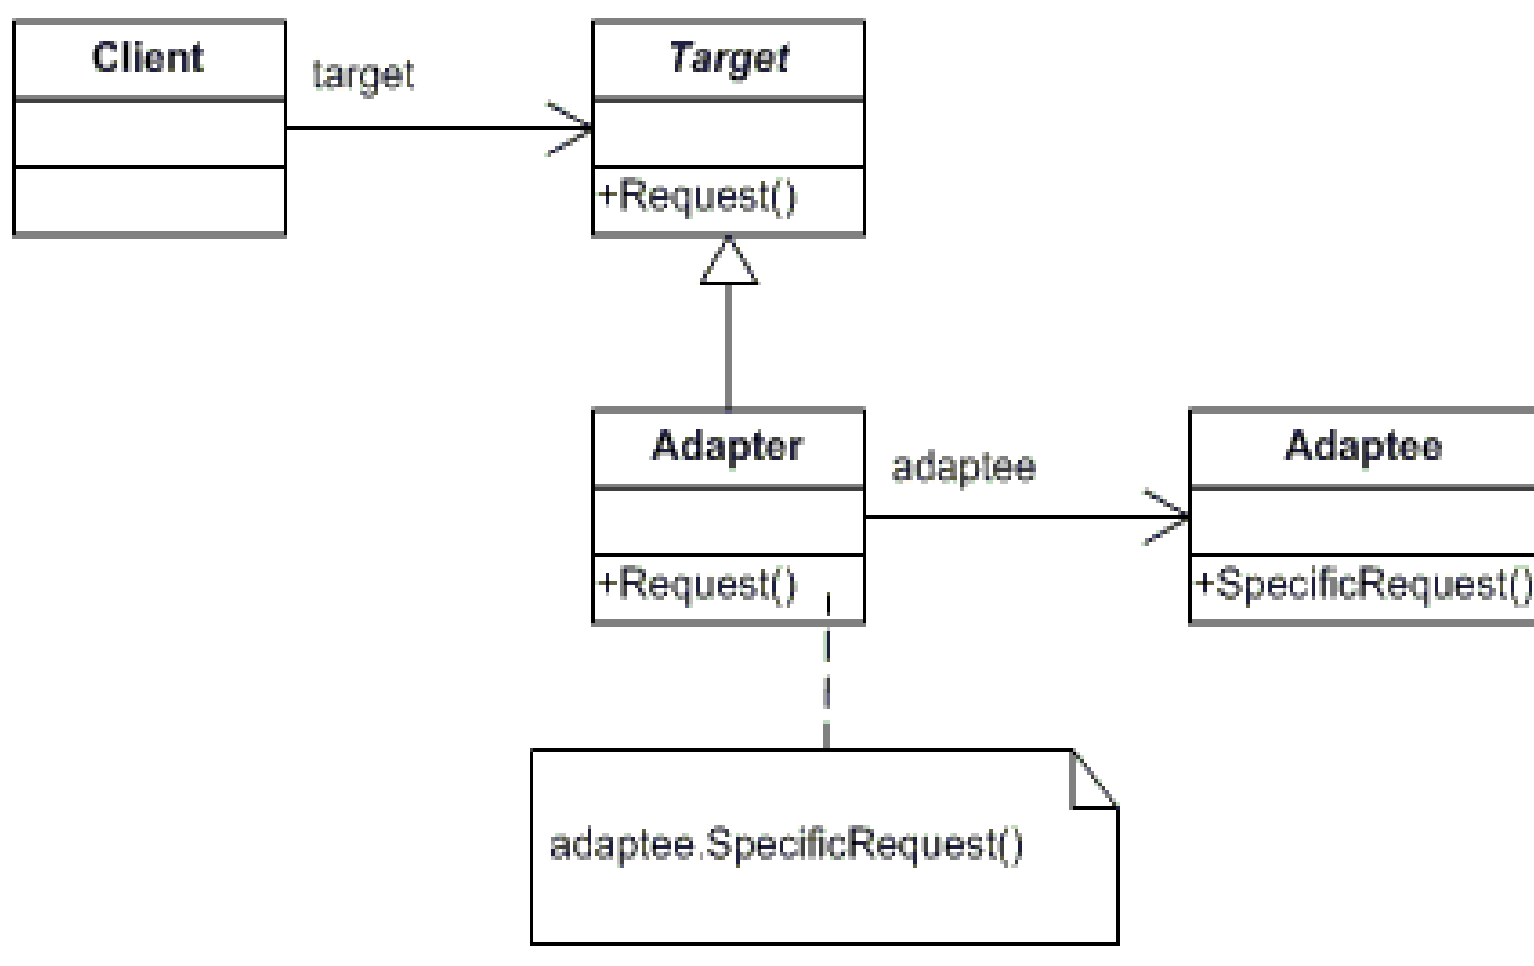 Client
target
Target
+Request()
Adapter
adaptee
Adaptee
+Request()
+SpecificRequest()
adaptee.SpecificRequest()